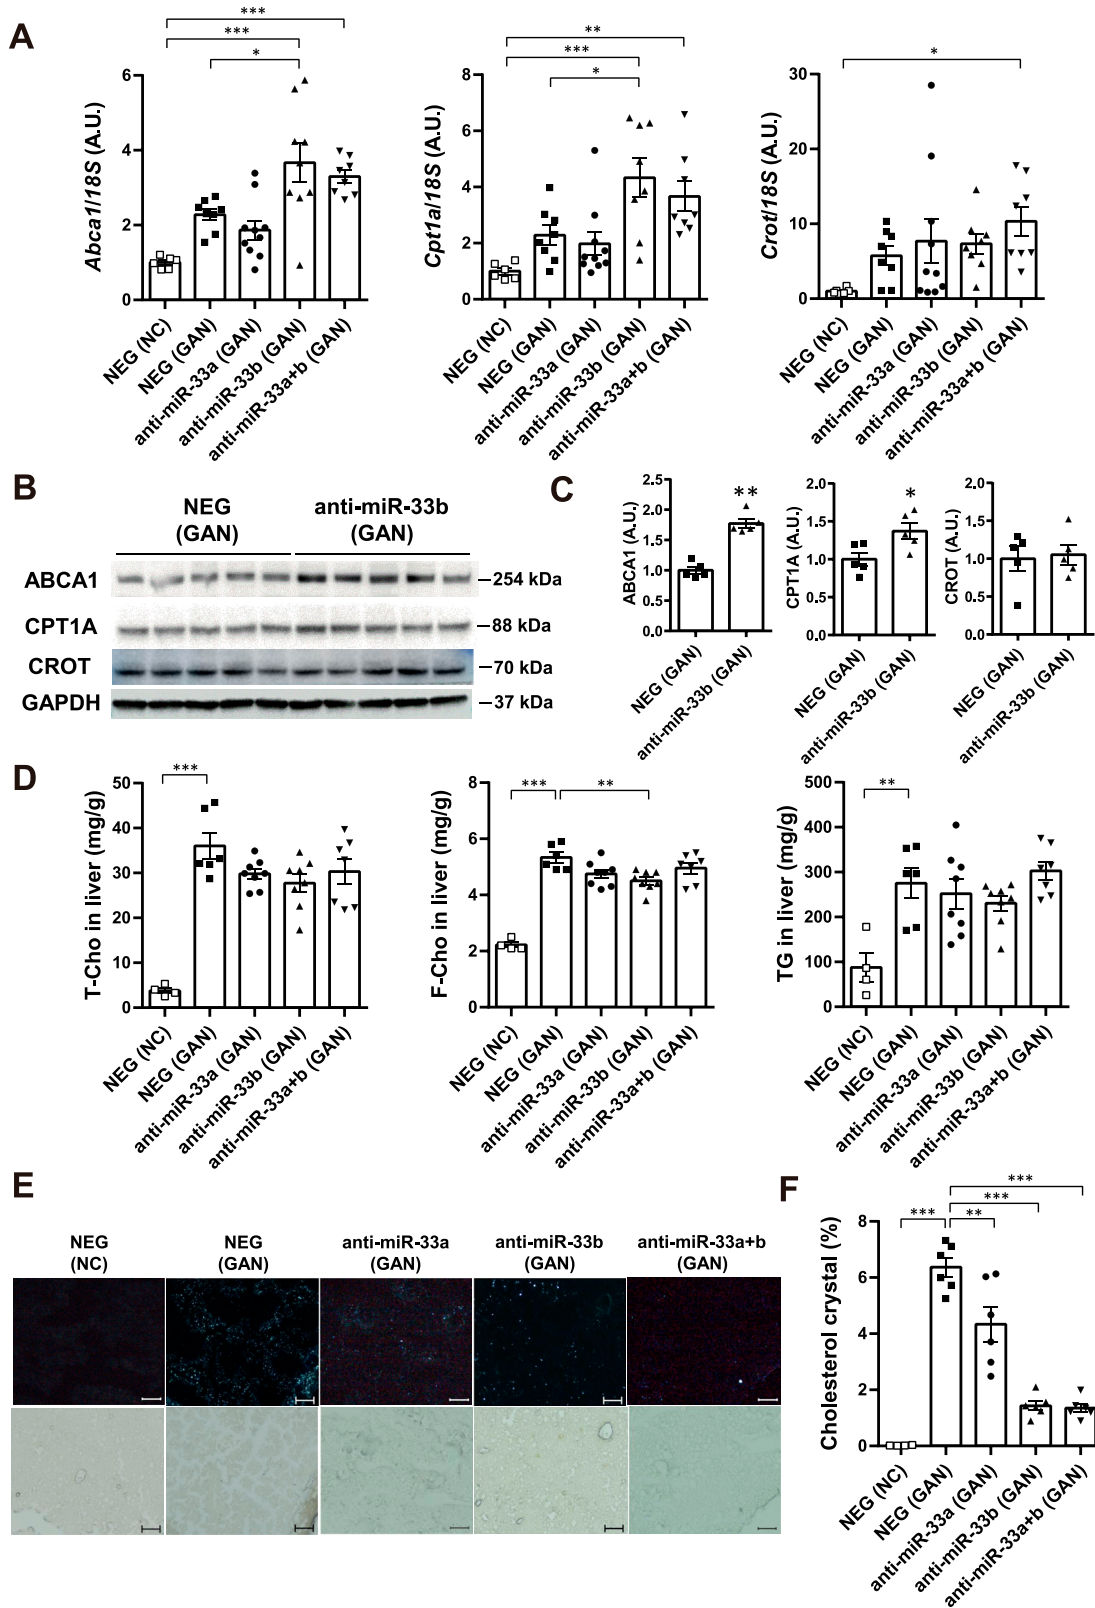 A
***
***
*
Abca1/18S (A.U.)
6
4
2
0
NEG (NC)
NEG (GAN)
anti-miR-33a (GAN)
anti-miR-33b (GAN)
anti-miR-33a+b (GAN)
**
***
*
Cpt1a/18S (A.U.)
8
6
4
2
0
NEG (NC)
NEG (GAN)
anti-miR-33a (GAN)
anti-miR-33b (GAN)
anti-miR-33a+b (GAN)
*
Crot/18S (A.U.)
30
20
10
0
NEG (NC)
NEG (GAN)
anti-miR-33a (GAN)
anti-miR-33b (GAN)
anti-miR-33a+b (GAN)
B
NEG
(GAN)
anti-miR-33b
(GAN)
ABCA1
254 kDa
CPT1A
88 kDa
CROT
70 kDa
GAPDH
37 kDa
C
ABCA1 (A.U.)
2.5
2.0
1.5
1.0
0.5
0.0
**
NEG (GAN)
anti-miR-33b (GAN)
CPT1A (A.U.)
2.0
1.5
1.0
0.5
0.0
*
NEG (GAN)
anti-miR-33b (GAN)
CROT (A.U.)
2.0
1.5
1.0
0.5
0.0
NEG (GAN)
anti-miR-33b (GAN)
D
***
T-Cho in liver (mg/g)
50
40
30
20
10
0
NEG (NC)
NEG (GAN)
anti-miR-33a (GAN)
anti-miR-33b (GAN)
anti-miR-33a+b (GAN)
***
**
F-Cho in liver (mg/g)
8
6
4
2
0
NEG (NC)
NEG (GAN)
anti-miR-33a (GAN)
anti-miR-33b (GAN)
anti-miR-33a+b (GAN)
**
TG in liver (mg/g)
500
400
300
200
100
0
NEG (NC)
NEG (GAN)
anti-miR-33a (GAN)
anti-miR-33b (GAN)
anti-miR-33a+b (GAN)
E
NEG
(NC)
NEG
(GAN)
anti-miR-33a
(GAN)
anti-miR-33b
(GAN)
anti-miR-33a+b
(GAN)
F
***
***
***
**
Cholesterol crystal (%)
8
6
4
2
0
NEG (NC)
NEG (GAN)
anti-miR-33a (GAN)
anti-miR-33b (GAN)
anti-miR-33a+b (GAN)